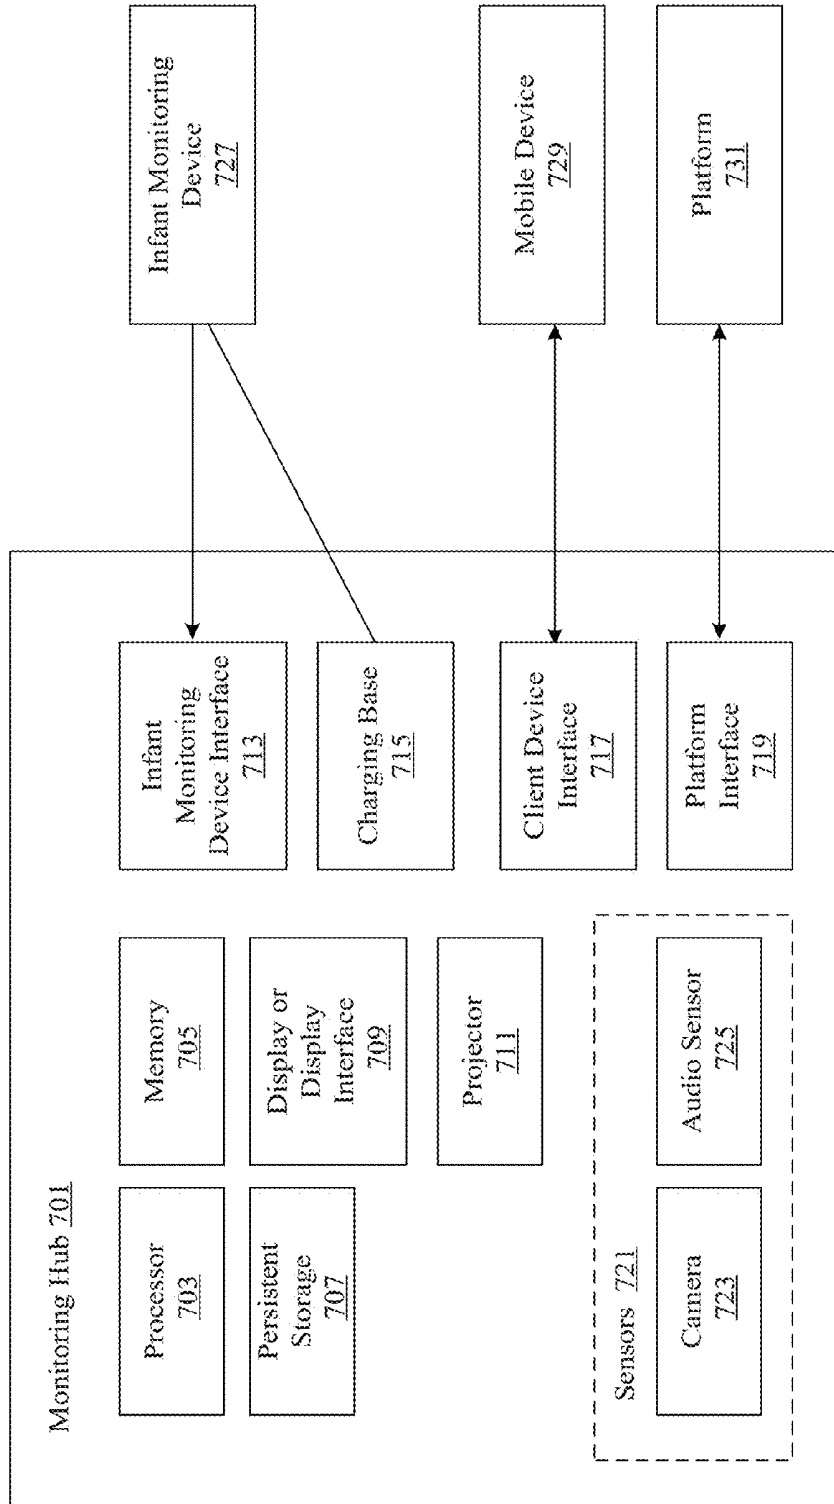 Monitoring Hub 701
Processor
703
Memory
705
Persistent
Storage
707
Display or
Display
Interface
709
Projector
711
Sensors 721
Camera
723
Audio Sensor
725
Infant
Monitoring
Device Interface
713
Charging Base
715
Client Device
Interface
717
Platform
Interface
719
Infant Monitoring
Device
727
Mobile Device
729
Platform
731